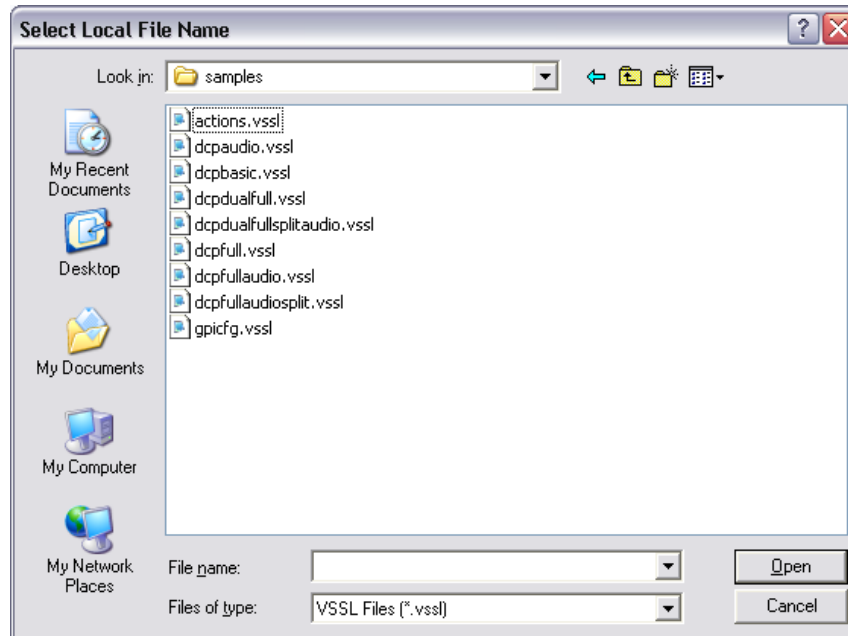 Select Local File Name
Look in: samples
actions.vssl
dcpaudio.vssl
dcpbasic.vssl
dcpdualfull.vssl
dcpdualfullsplitaudio.vssl
dcpfull.vssl
dcpfullaudio.vssl
dcpfullaudiosplit.vssl
gpicfg.vssl
My Recent
Documents
Desktop
My Documents
My Computer
My Network
Places
File name:
Open
Files of type: VSSL Files (*.vssl)
Cancel